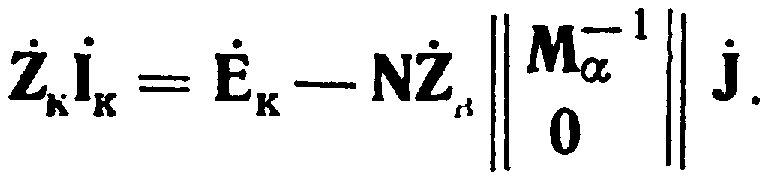 Ż_к İ_к = Ė_к — NŻ_в ‖ M_α^{—1} 0 ‖ J̇.